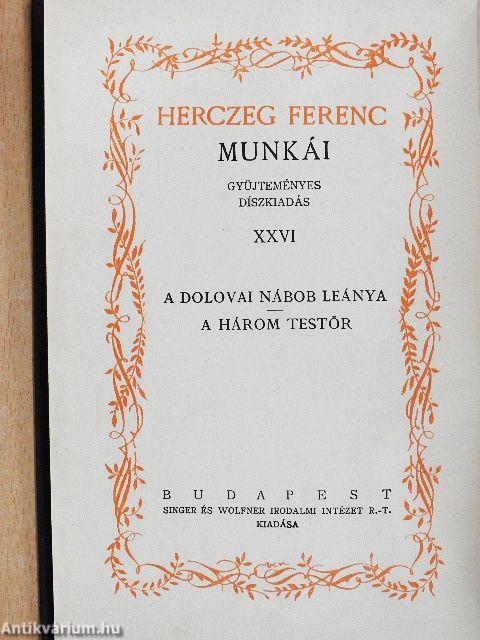 HERCZEG FERENC
MUNKÁI
GYŰJTEMÉNYES
DÍSZKIADÁS
XXVI
A DOLOVAI NÁBOB LEÁNYA
A HÁROM TESTŐR
BUDAPEST
SINGER ÉS WOLFNER IRODALMI INTÉZET R.-T.
KIADÁSA
Antikvárium.hu